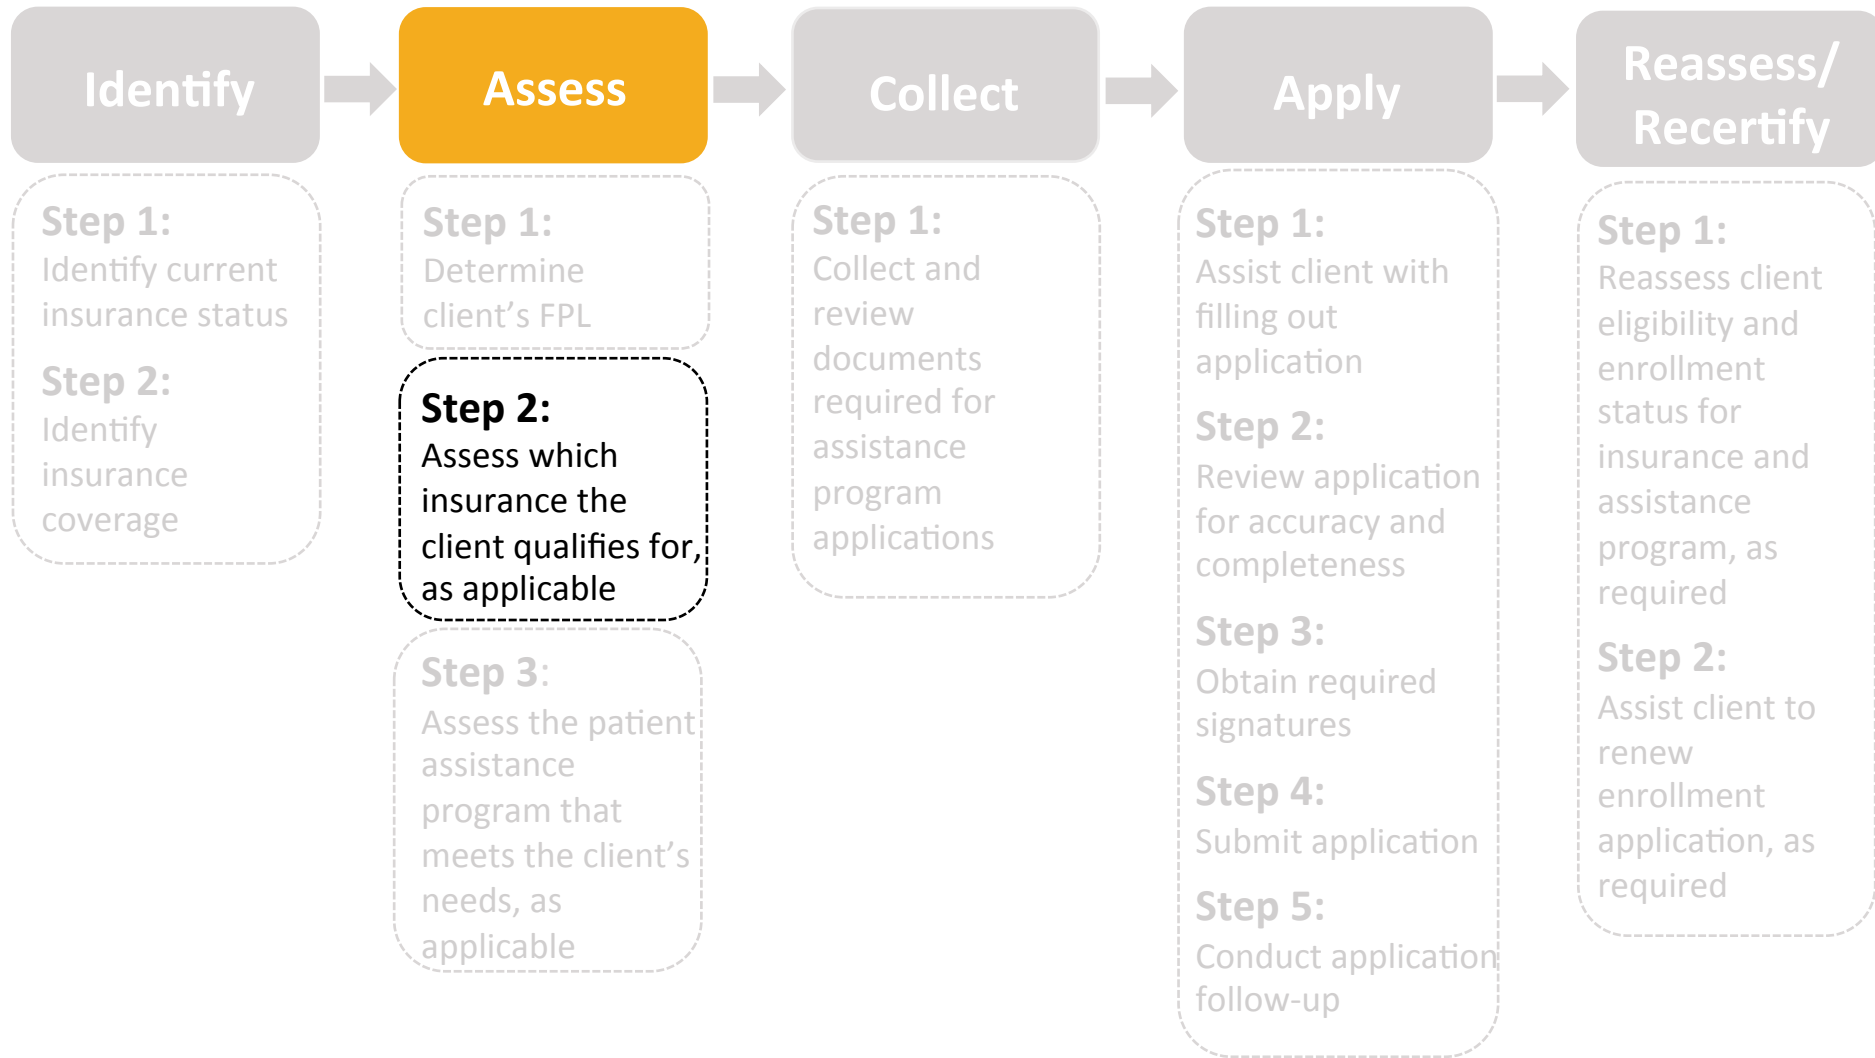 Identify
Step 1:
Identify current
insurance status
Step 2:
Identify
insurance
coverage
Assess
Step 1:
Determine
client’s FPL
Step 2:
Assess which
insurance the
client qualifies for,
as applicable
Step 3:
Assess the patient
assistance
program that
meets the client’s
needs, as
applicable
Collect
Step 1:
Collect and
review
documents
required for
assistance
program
applications
Apply
Step 1:
Assist client with
filling out
application
Step 2:
Review application
for accuracy and
completeness
Step 3:
Obtain required
signatures
Step 4:
Submit application
Step 5:
Conduct application
follow-up
Reassess/
Recertify
Step 1:
Reassess client
eligibility and
enrollment
status for
insurance and
assistance
program, as
required
Step 2:
Assist client to
renew
enrollment
application, as
required